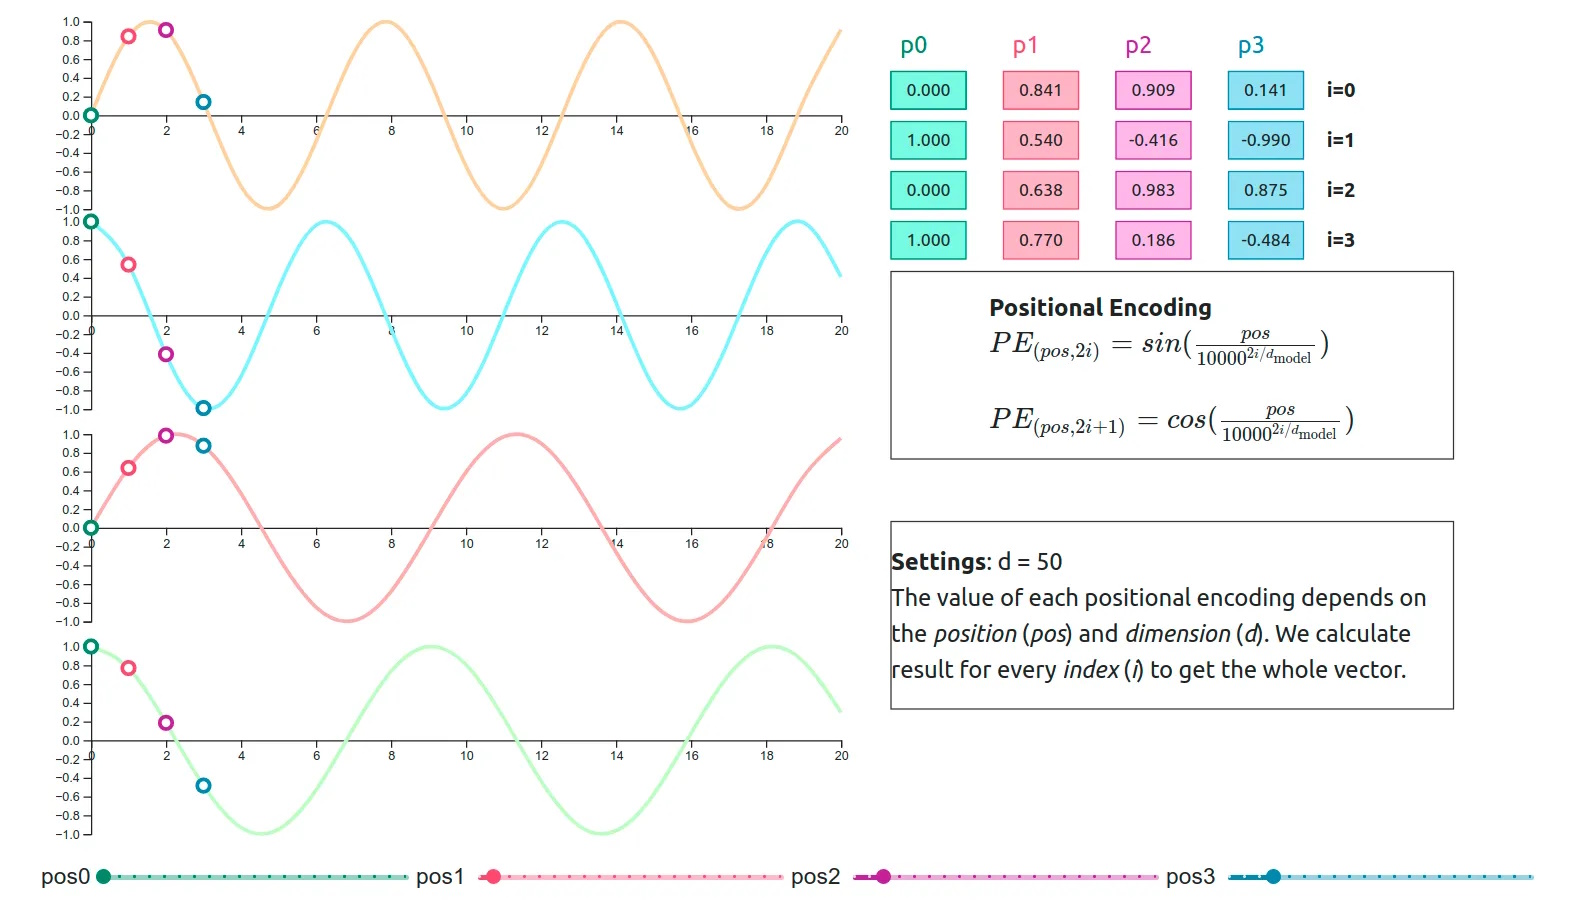 1.0
0.8
0.6
0.4
0.2
0.0
−0.2
−0.4
−0.6
−0.8
−1.0
0 2 4 6 8 10 12 14 16 18 20
1.0
0.8
0.6
0.4
0.2
0.0
−0.2
−0.4
−0.6
−0.8
−1.0
0 2 4 6 8 10 12 14 16 18 20
1.0
0.8
0.6
0.4
0.2
0.0
−0.2
−0.4
−0.6
−0.8
−1.0
0 2 4 6 8 10 12 14 16 18 20
1.0
0.8
0.6
0.4
0.2
0.0
−0.2
−0.4
−0.6
−0.8
−1.0
0 2 4 6 8 10 12 14 16 18 20
p0 p1 p2 p3
0.000 0.841 0.909 0.141 i=0
1.000 0.540 -0.416 -0.990 i=1
0.000 0.638 0.983 0.875 i=2
1.000 0.770 0.186 -0.484 i=3
Positional Encoding
PE(pos,2i) = sin(pos/10000^2i/dmodel)
PE(pos,2i+1) = cos(pos/10000^2i/dmodel)
Settings: d = 50
The value of each positional encoding depends on
the position (pos) and dimension (d). We calculate
result for every index (i) to get the whole vector.
pos0 pos1 pos2 pos3